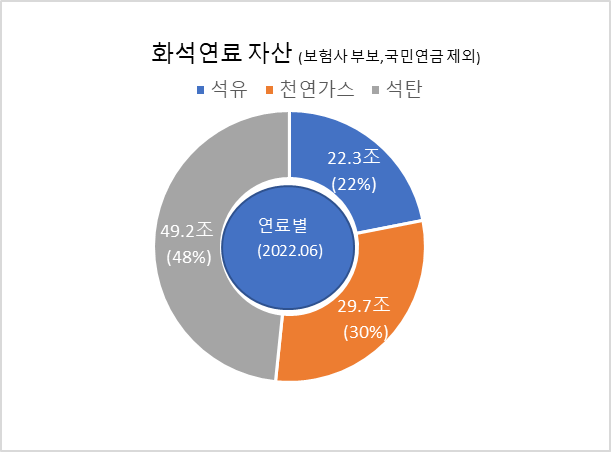 화석연료 자산 (보험사 부보,국민연금 제외)
석유 천연가스 석탄
22.3조
(22%)
49.2조
(48%)
연료별
(2022.06)
29.7조
(30%)